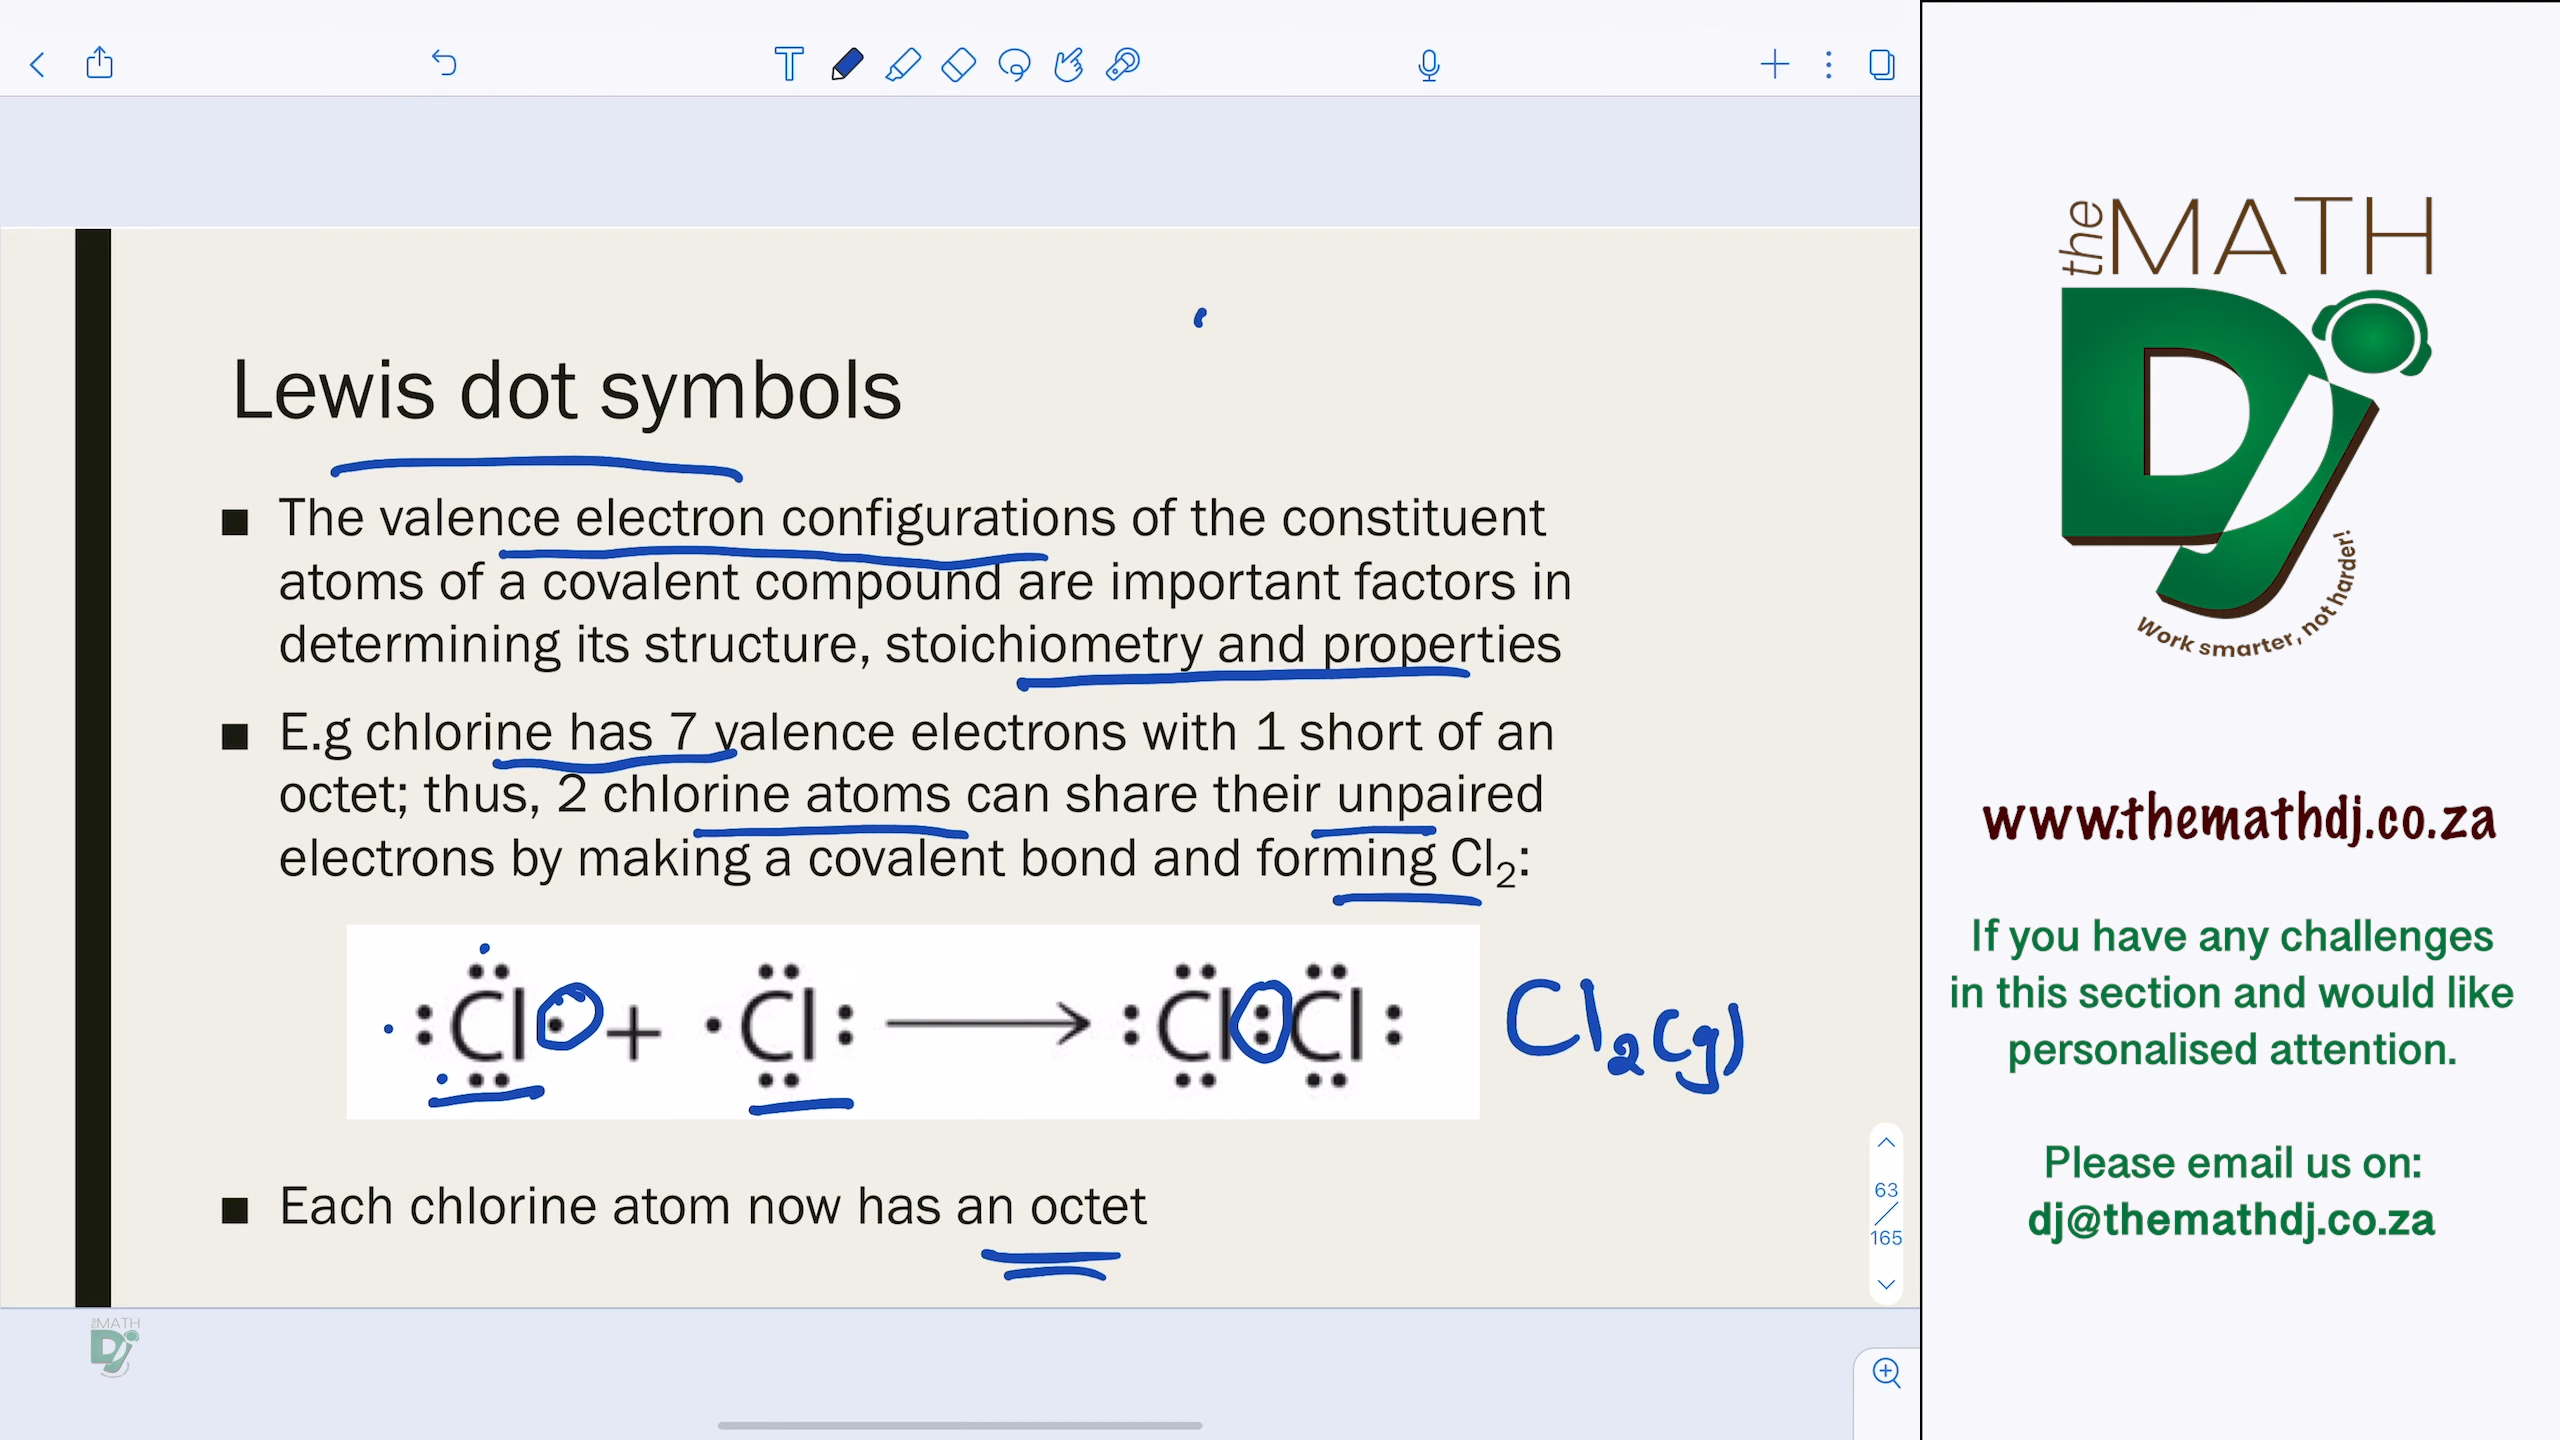 Lewis dot symbols
■ The valence electron configurations of the constituent
atoms of a covalent compound are important factors in
determining its structure, stoichiometry and properties
■ E.g chlorine has 7 valence electrons with 1 short of an
octet; thus, 2 chlorine atoms can share their unpaired
electrons by making a covalent bond and forming Cl₂:
:Cl· + ·Cl: ⟶ :Cl:Cl: Cl₂(g)
■ Each chlorine atom now has an octet
63
/
165
the MATH
Dj
Work smarter, not harder!
www.themathdj.co.za
If you have any challenges
in this section and would like
personalised attention.
Please email us on:
dj@themathdj.co.za
the MATH
Dj